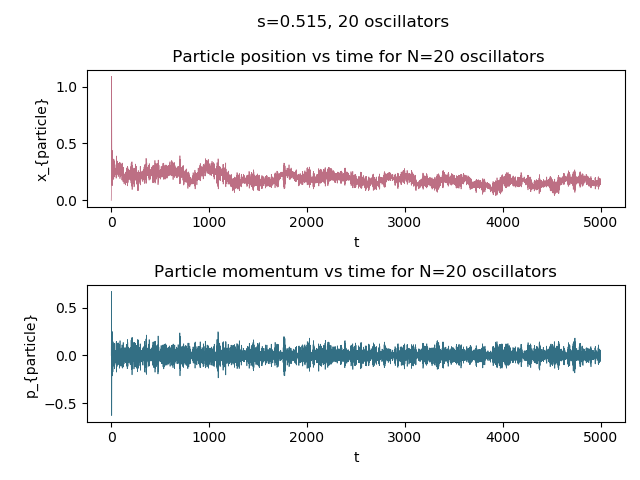 s=0.515, 20 oscillators
Particle position vs time for N=20 oscillators
1.0
0.5
0.0
x_{particle}
0 1000 2000 3000 4000 5000
t
Particle momentum vs time for N=20 oscillators
0.5
0.0
−0.5
p_{particle}
0 1000 2000 3000 4000 5000
t